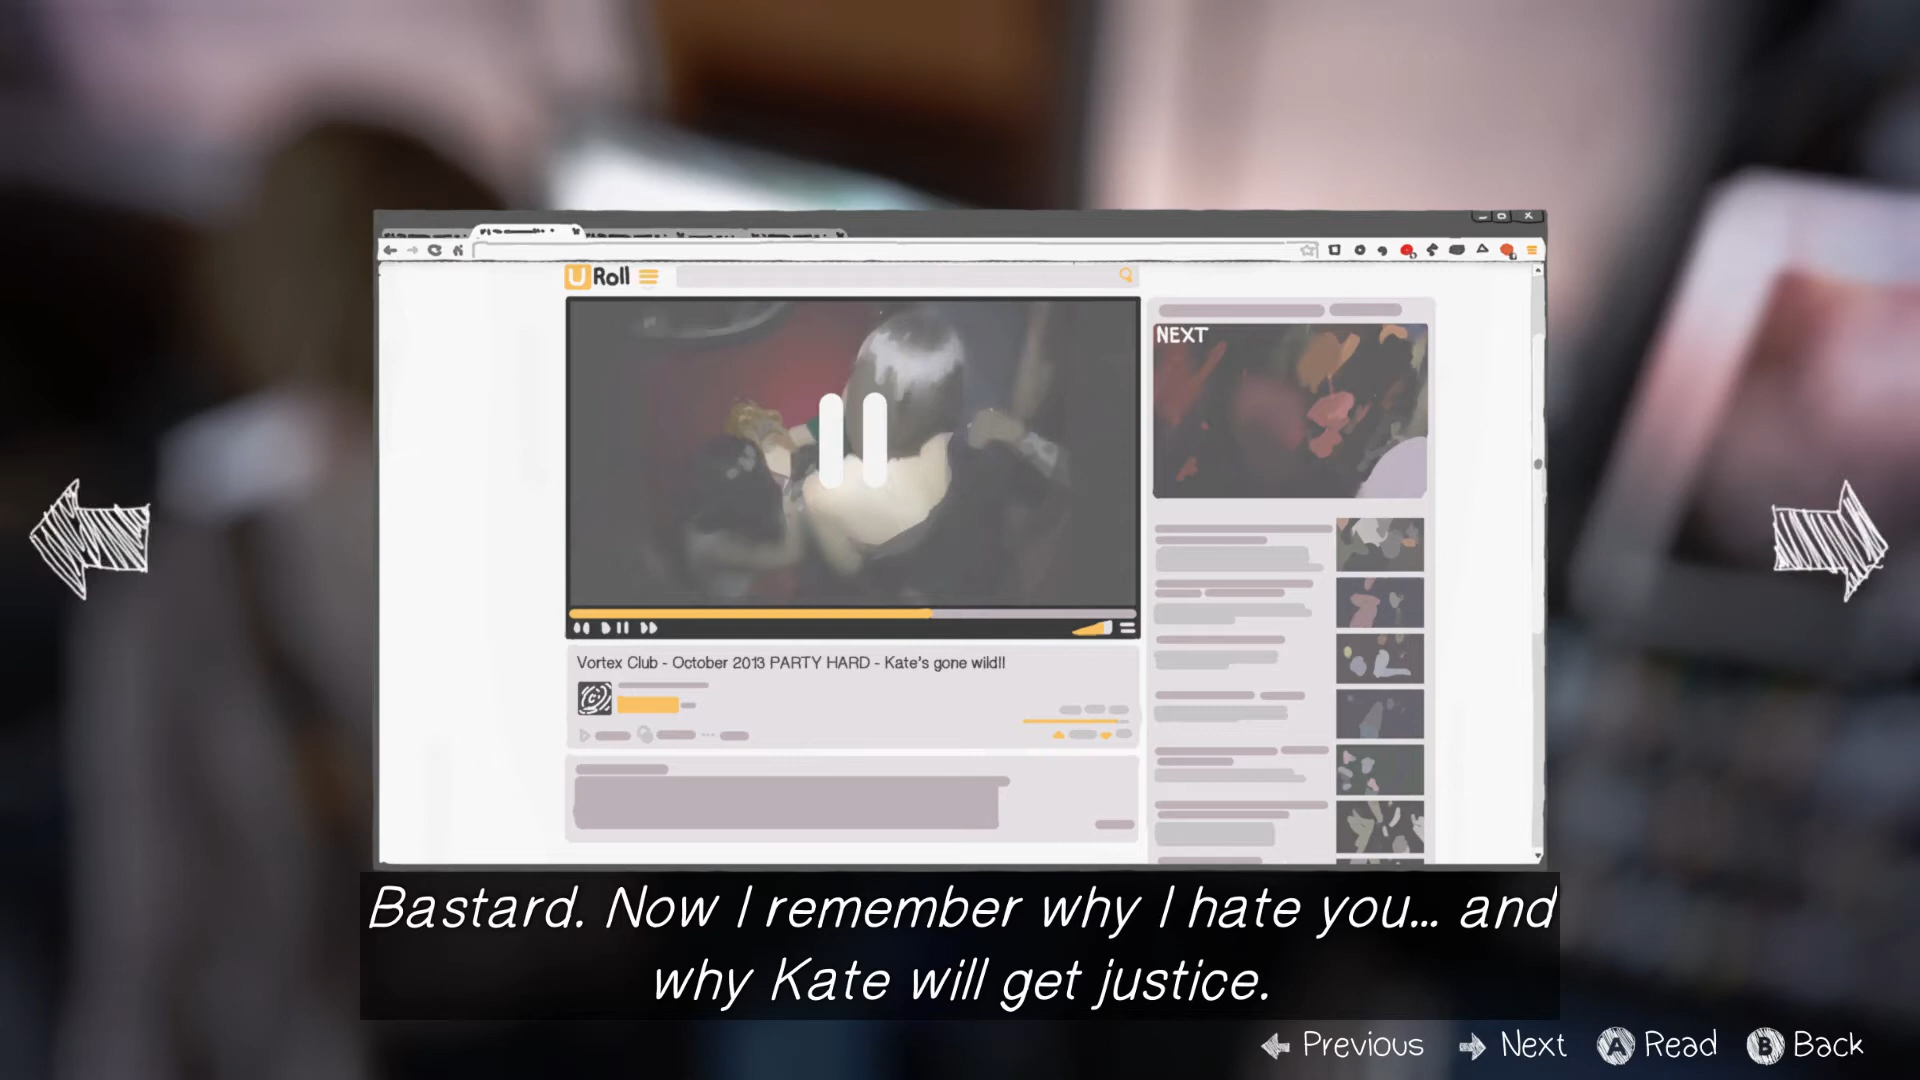 U Roll
NEXT
Vortex Club - October 2013 PARTY HARD - Kate's gone wild!!
Bastard. Now I remember why I hate you... and
why Kate will get justice.
Previous Next A Read B Back